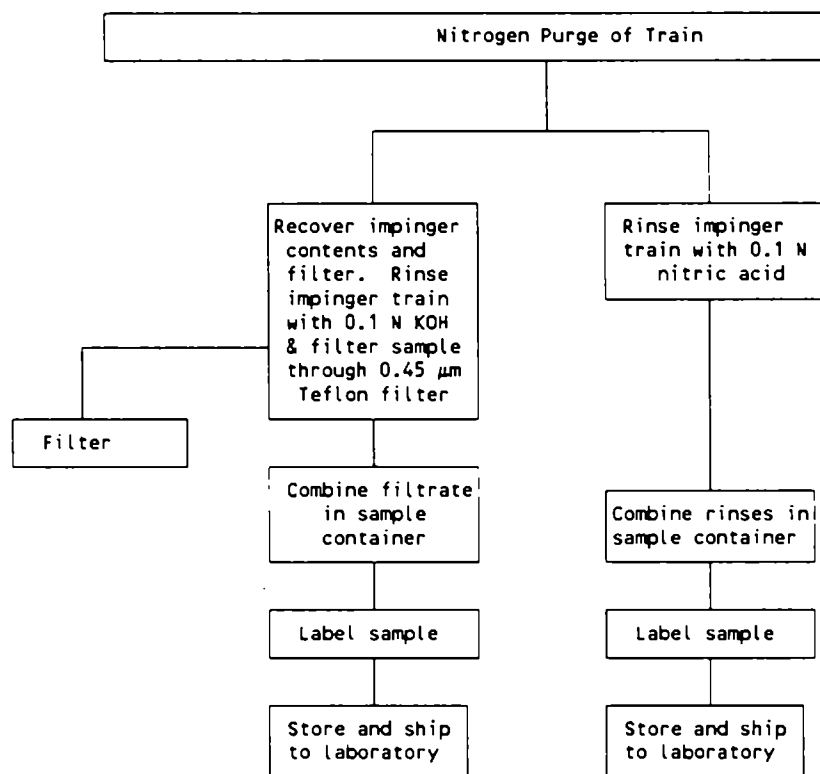 Nitrogen Purge of Train
Recover impinger
contents and
filter. Rinse
impinger train
with 0.1 N KOH
& filter sample
through 0.45 µm
Teflon filter
Rinse impinger
train with 0.1 N
nitric acid
Filter
Combine filtrate
in sample
container
Combine rinses in
sample container
Label sample
Label sample
Store and ship
to laboratory
Store and ship
to laboratory